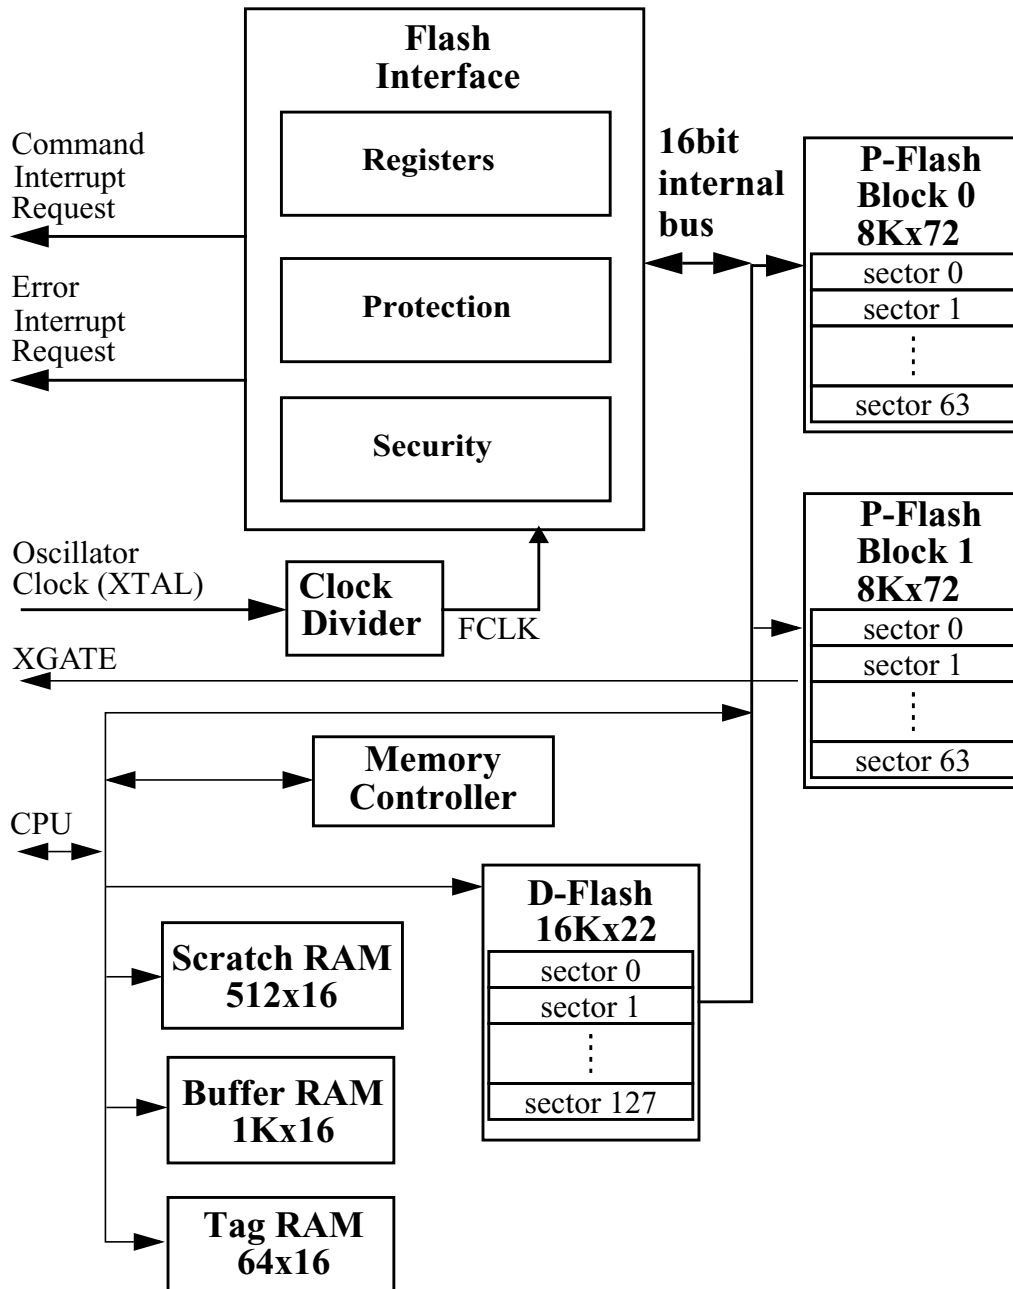 Flash
Interface
Registers
Protection
Security
Command
Interrupt
Request
Error
Interrupt
Request
16bit
internal
bus
P-Flash
Block 0
8Kx72
sector 0
sector 1
sector 63
P-Flash
Block 1
8Kx72
sector 0
sector 1
sector 63
Oscillator
Clock (XTAL)
Clock
Divider
FCLK
XGATE
Memory
Controller
CPU
D-Flash
16Kx22
sector 0
sector 1
sector 127
Scratch RAM
512x16
Buffer RAM
1Kx16
Tag RAM
64x16